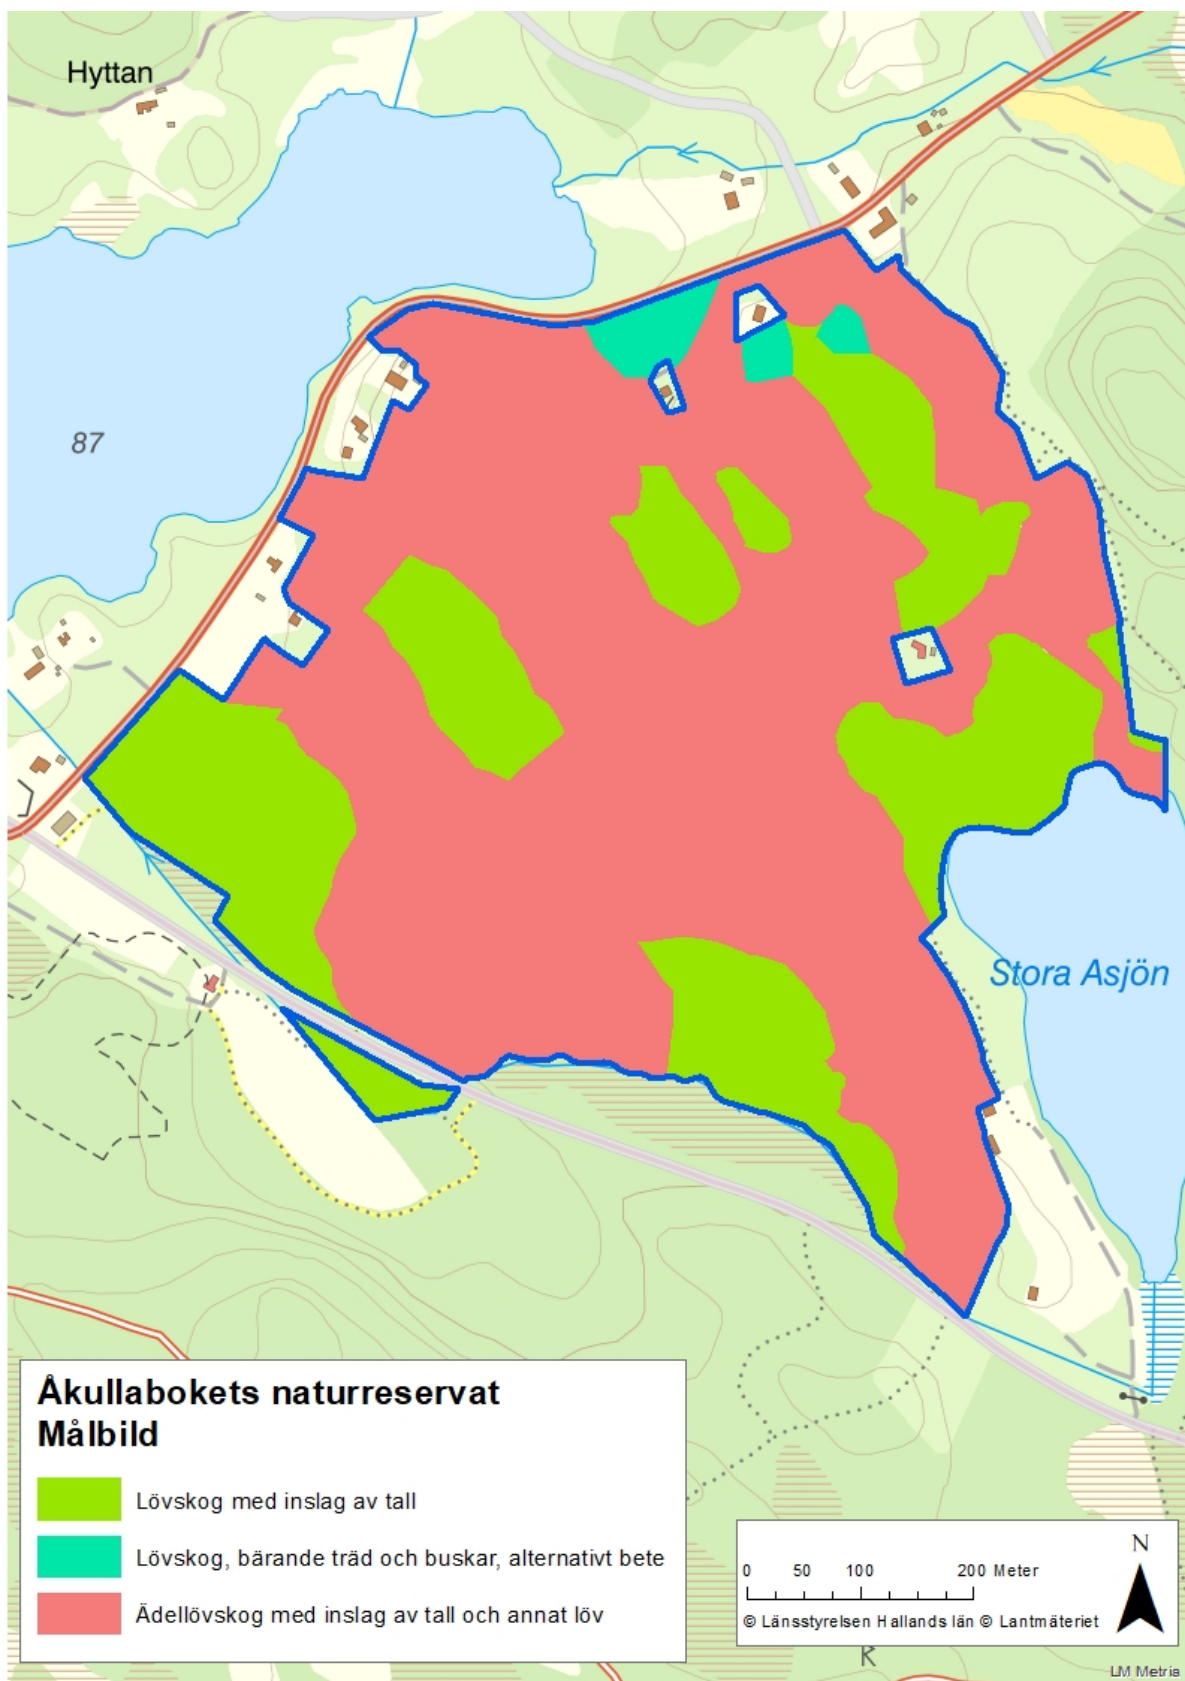 Hyttan
87
Stora Asjön
Åkullabokets naturreservat
Målbild
Lövskog med inslag av tall
Lövskog, bärande träd och buskar, alternativt bete
Ädellövskog med inslag av tall och annat löv
N
0 50 100 200 Meter
© Länsstyrelsen Hallands län © Lantmäteriet
LM Metria